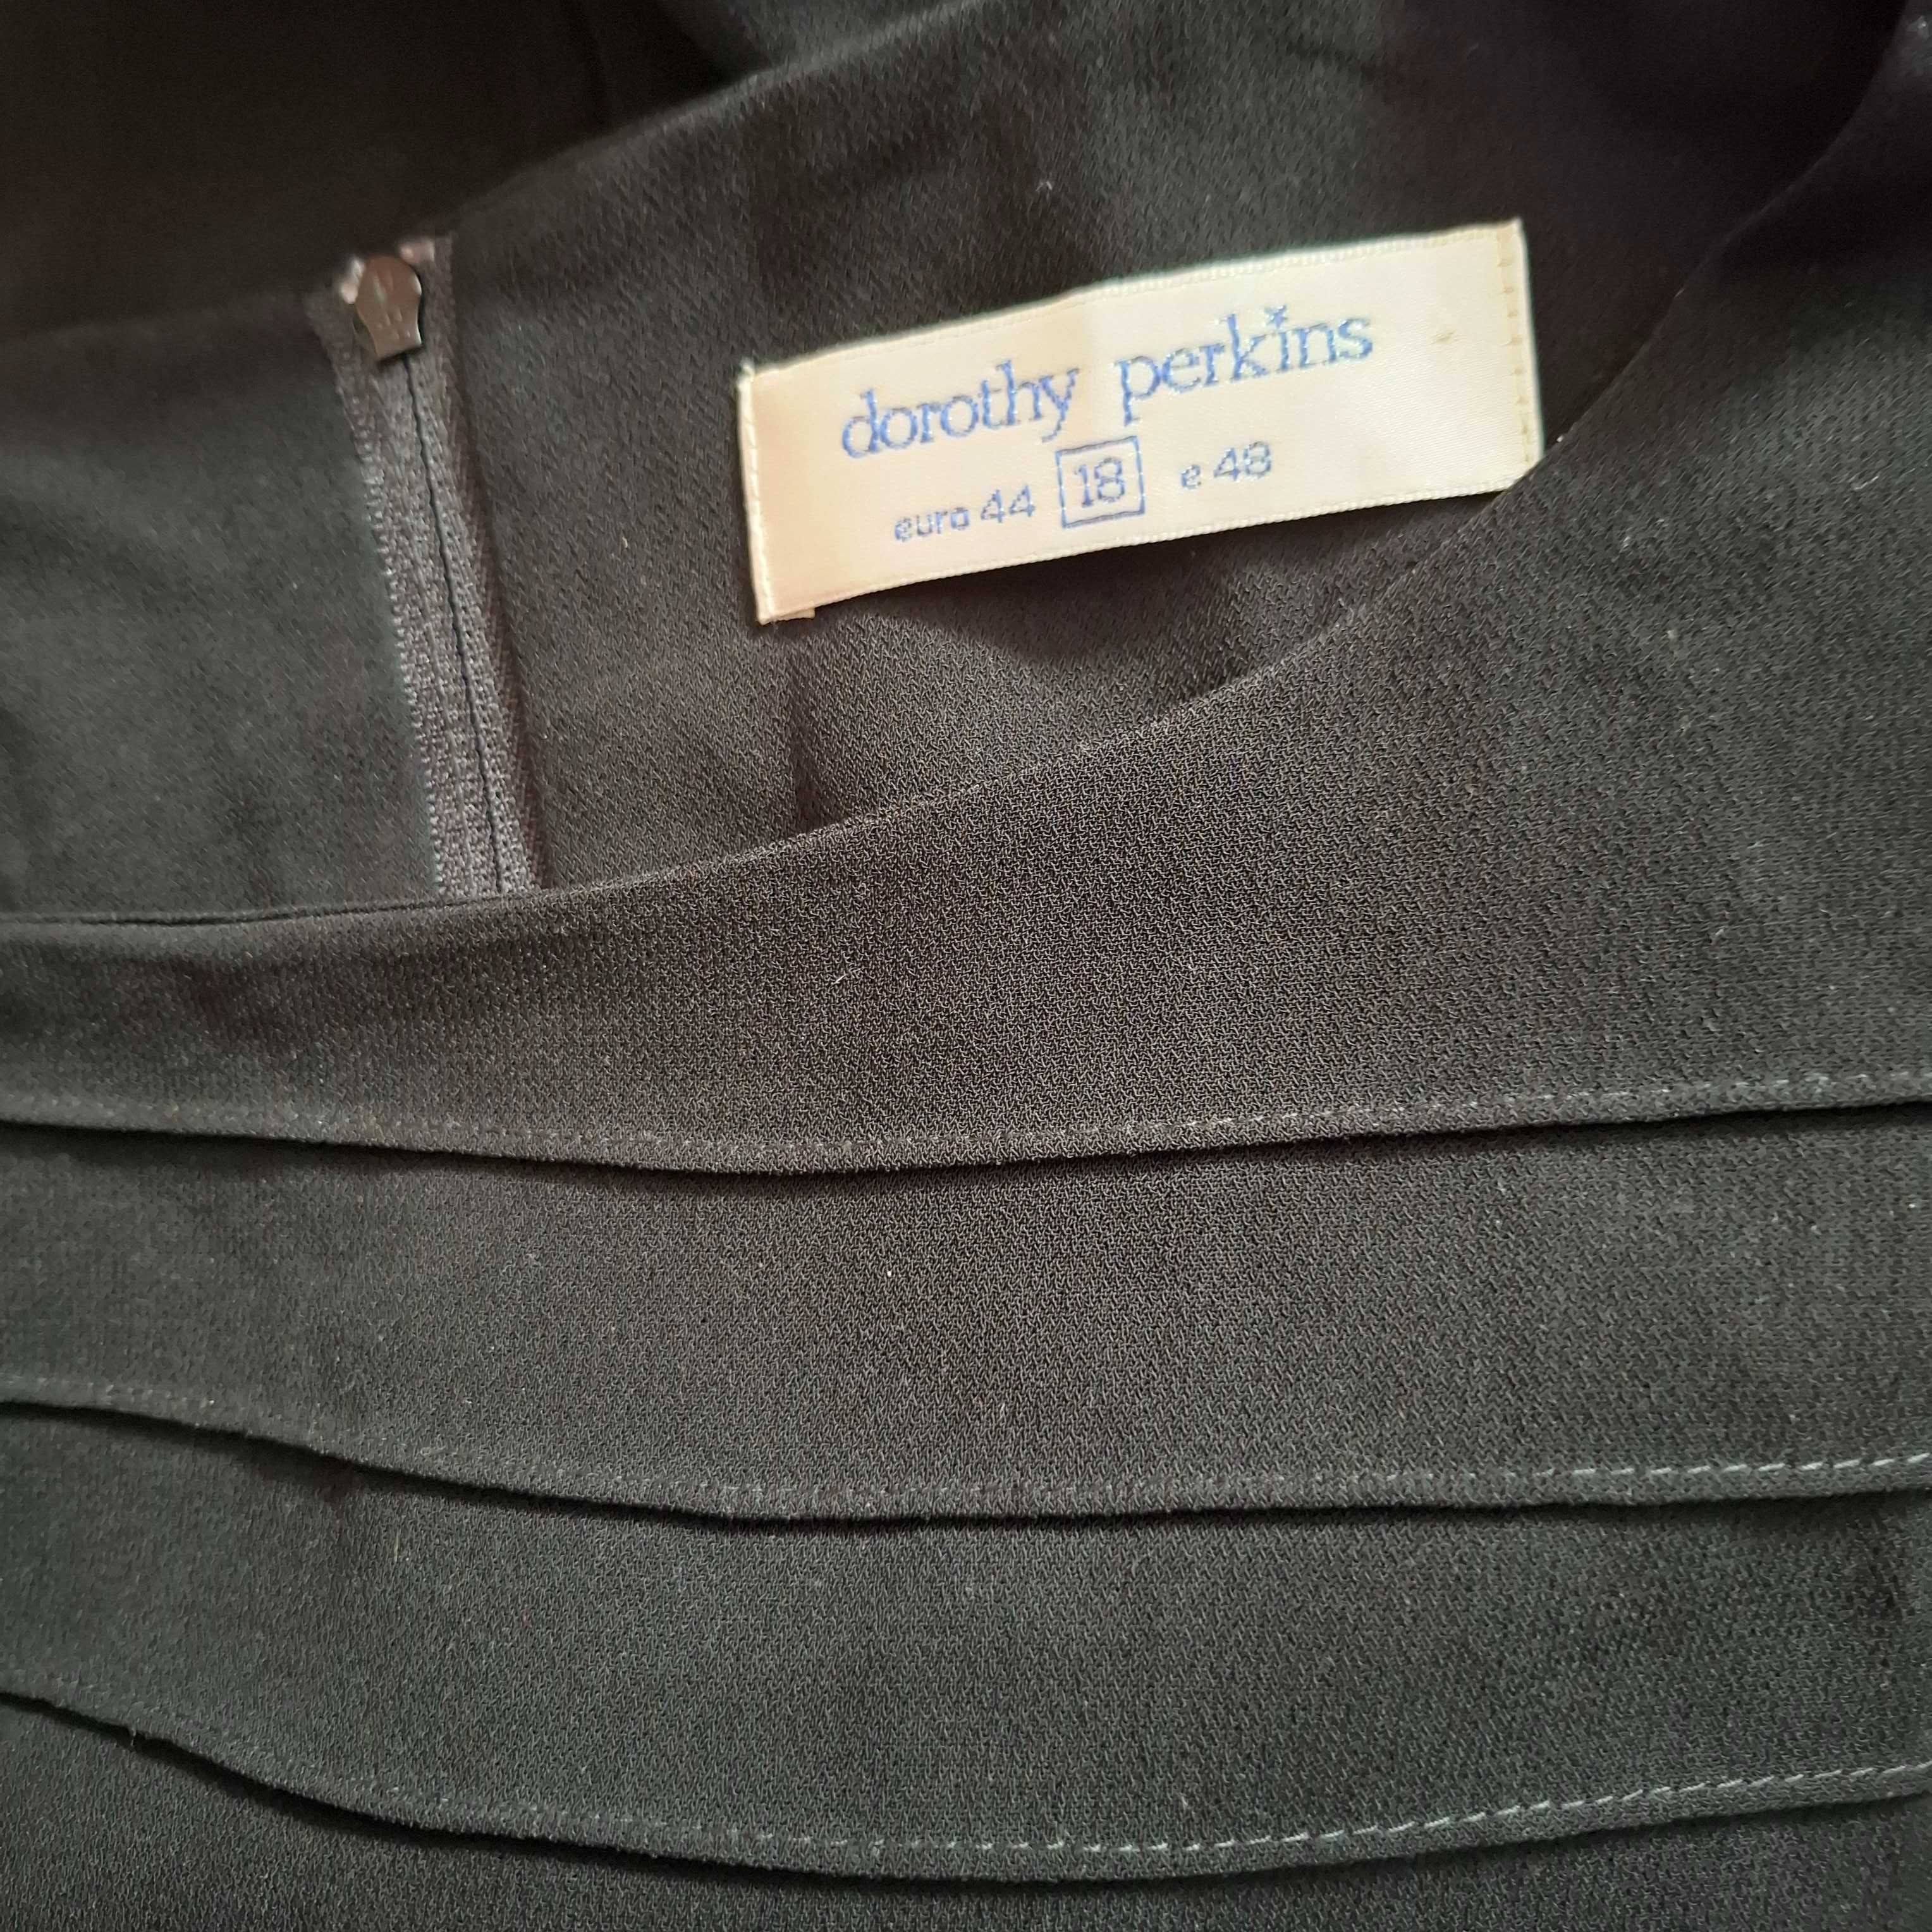 dorothy perkins
euro 44 18 e 48